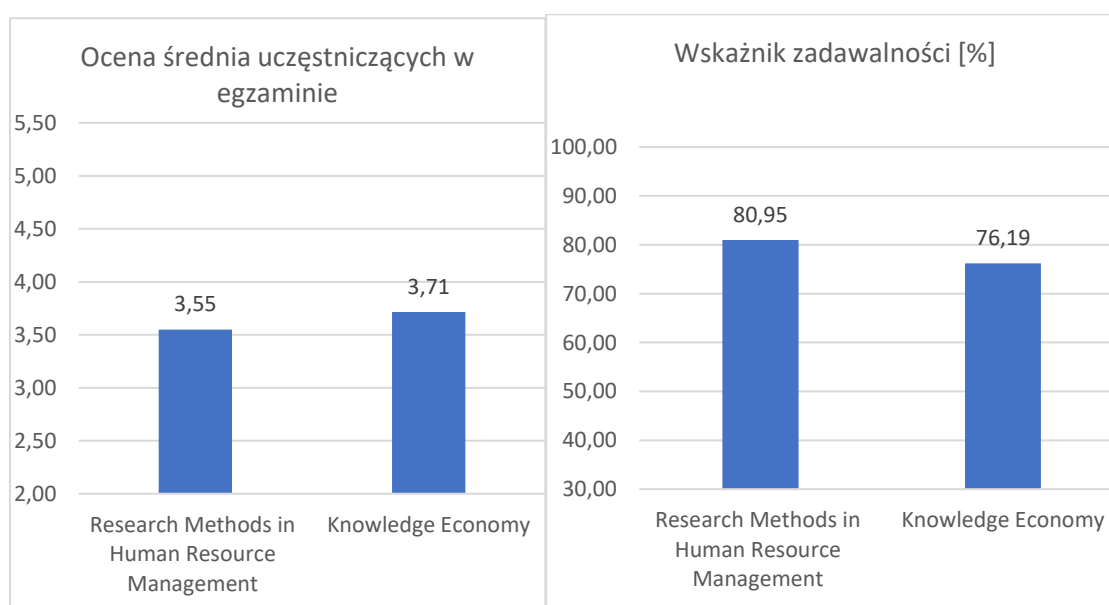 Ocena średnia uczęstniczących w
egzaminie
5,50
5,00
4,50
4,00
3,50
3,00
2,50
2,00
3,55
3,71
Research Methods in
Human Resource
Management
Knowledge Economy
Wskażnik zadawalności [%]
100,00
90,00
80,00
70,00
60,00
50,00
40,00
30,00
80,95
76,19
Research Methods in
Human Resource
Management
Knowledge Economy